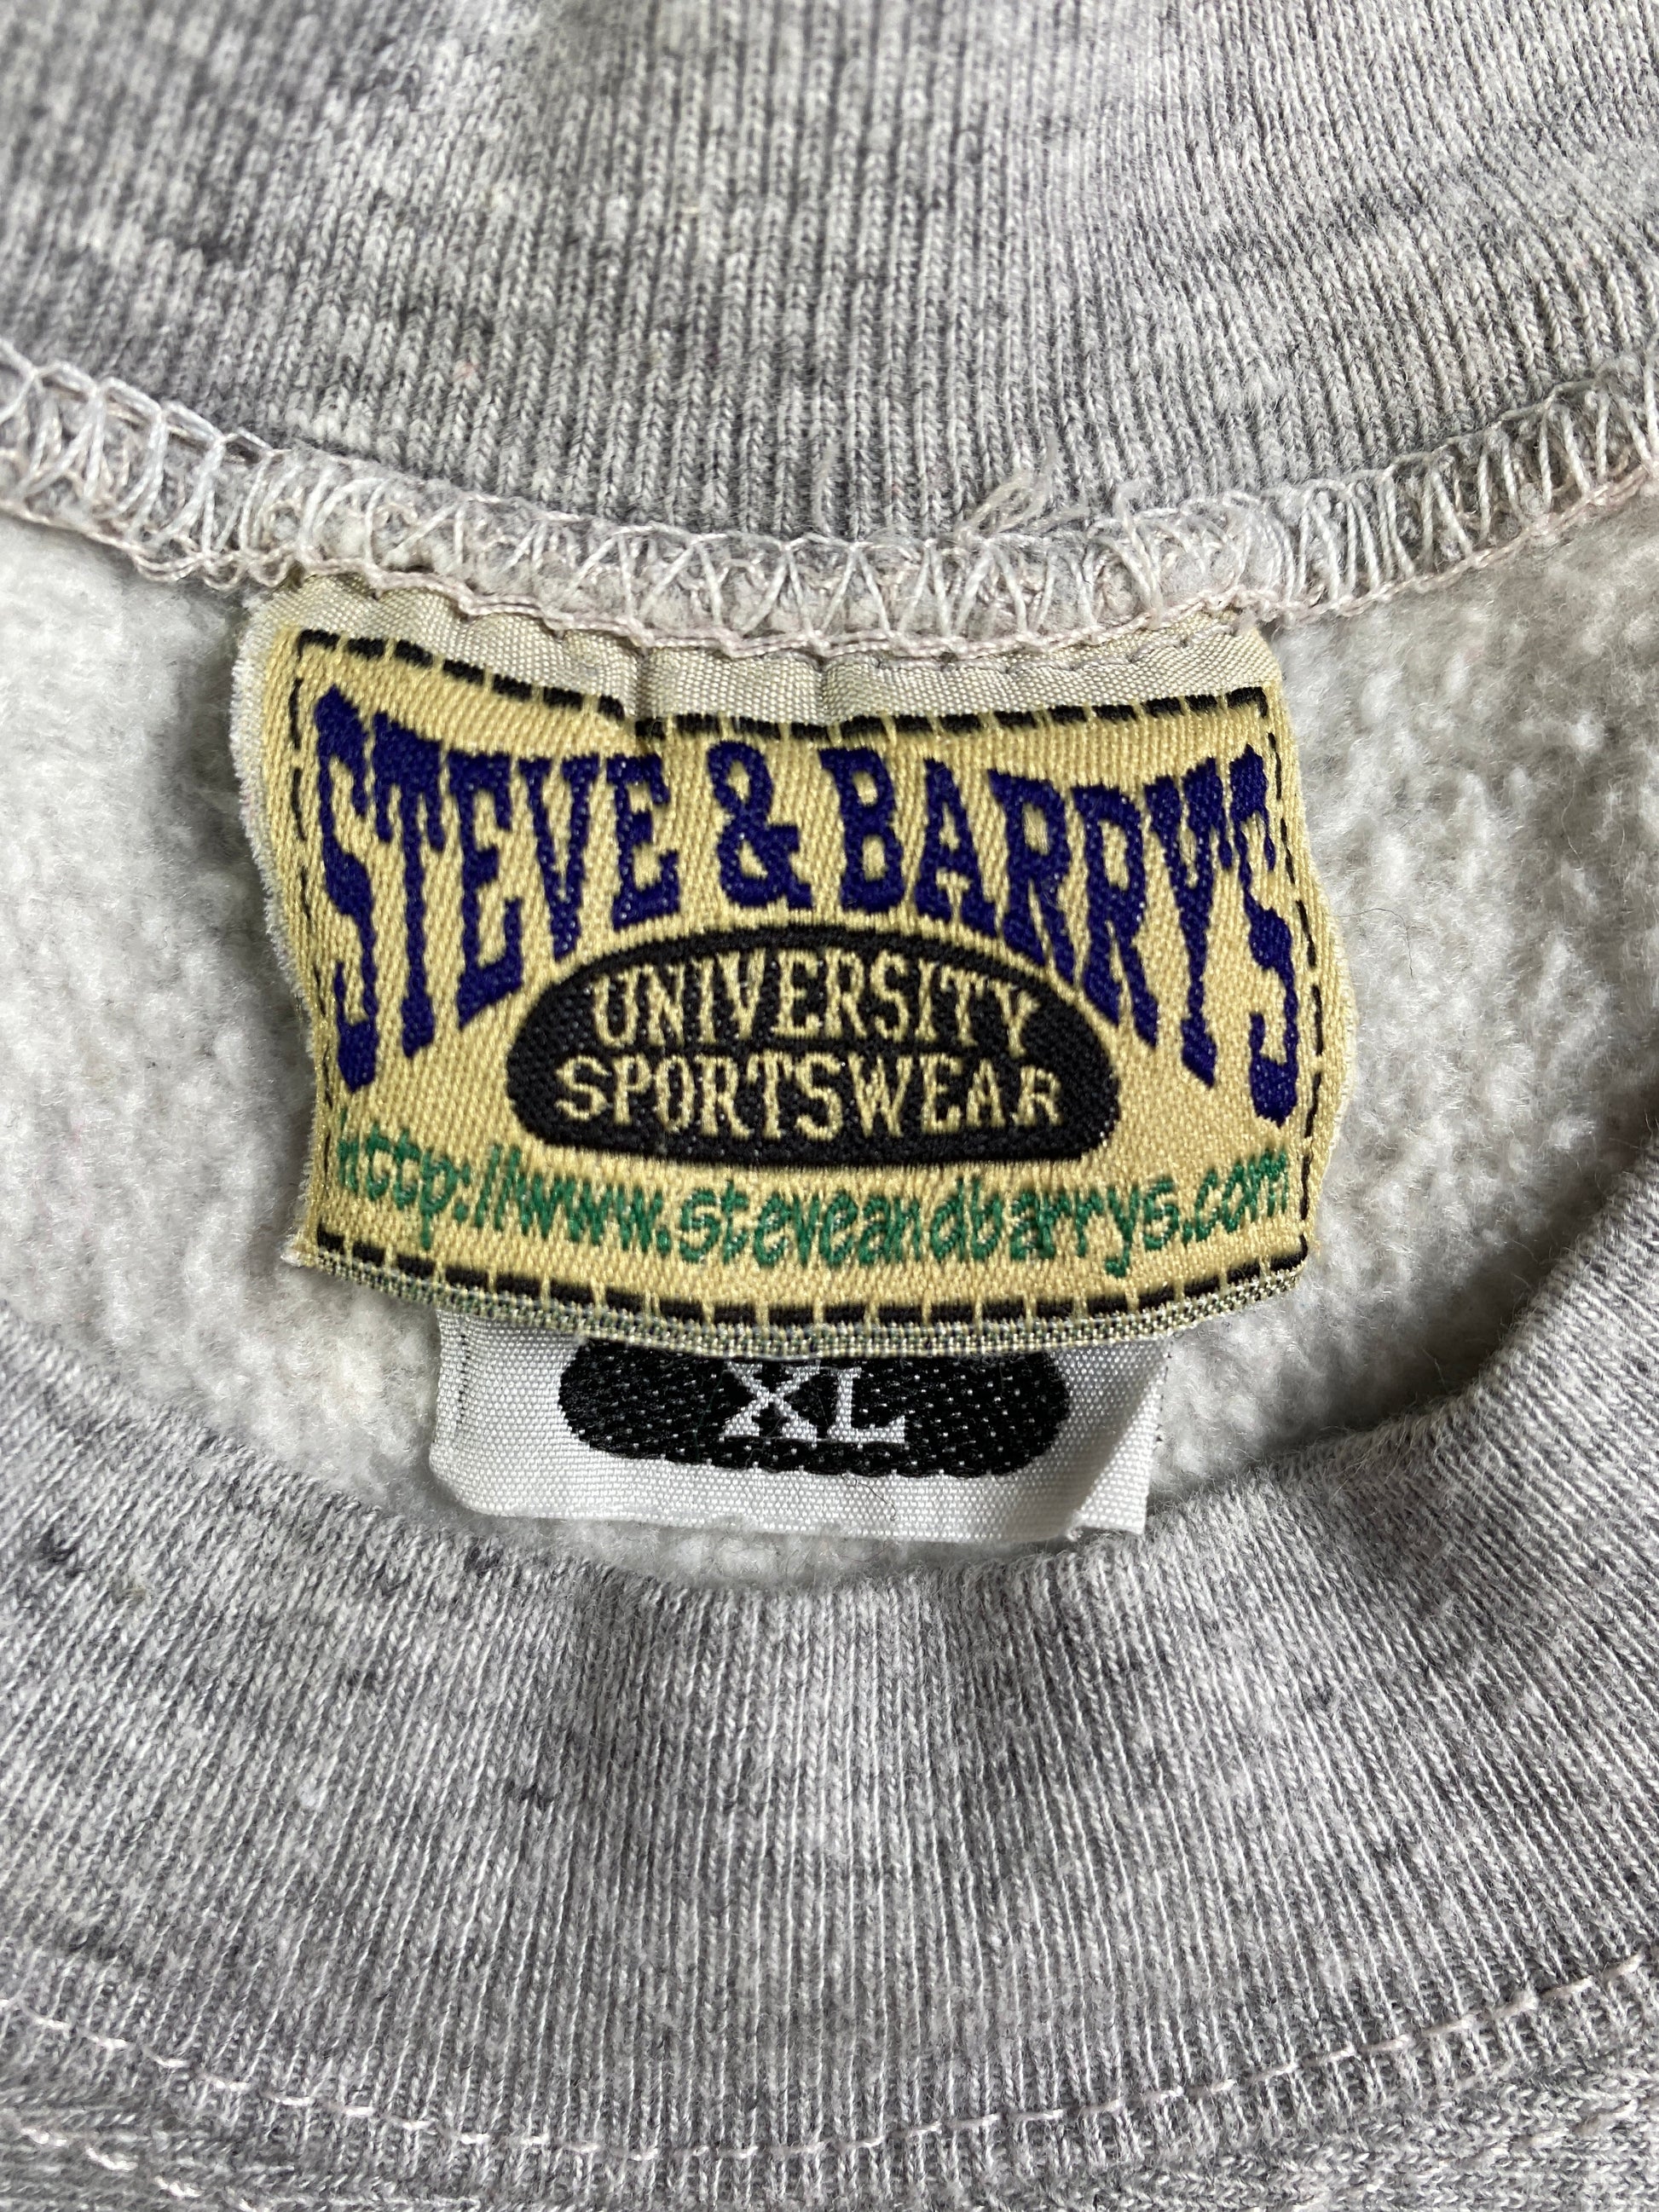 STEVE & BARRY'S
UNIVERSITY
SPORTSWEAR
http://www.steveandbarrys.com
XL